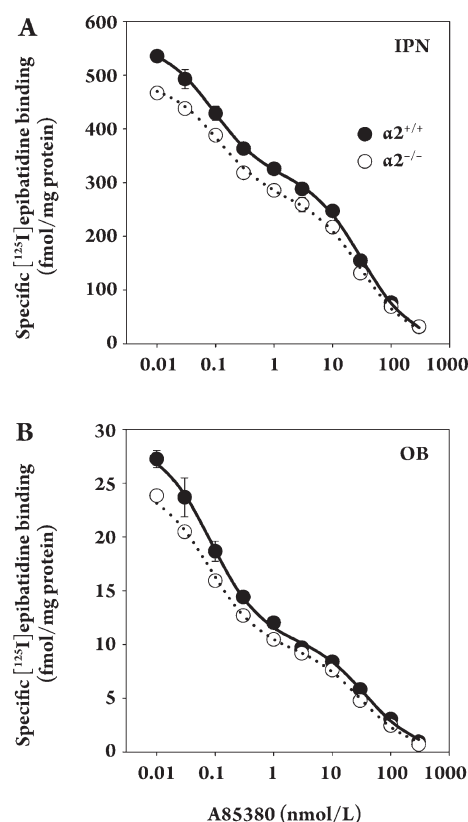 A
IPN
600
500
400
300
200
100
0
Specific [¹²⁵I]epibatidine binding
(fmol/mg protein)
α2⁺/⁺
α2⁻/⁻
0.01 0.1 1 10 100 1000
B
OB
30
25
20
15
10
5
0
Specific [¹²⁵I]epibatidine binding
(fmol/mg protein)
0.01 0.1 1 10 100 1000
A85380 (nmol/L)